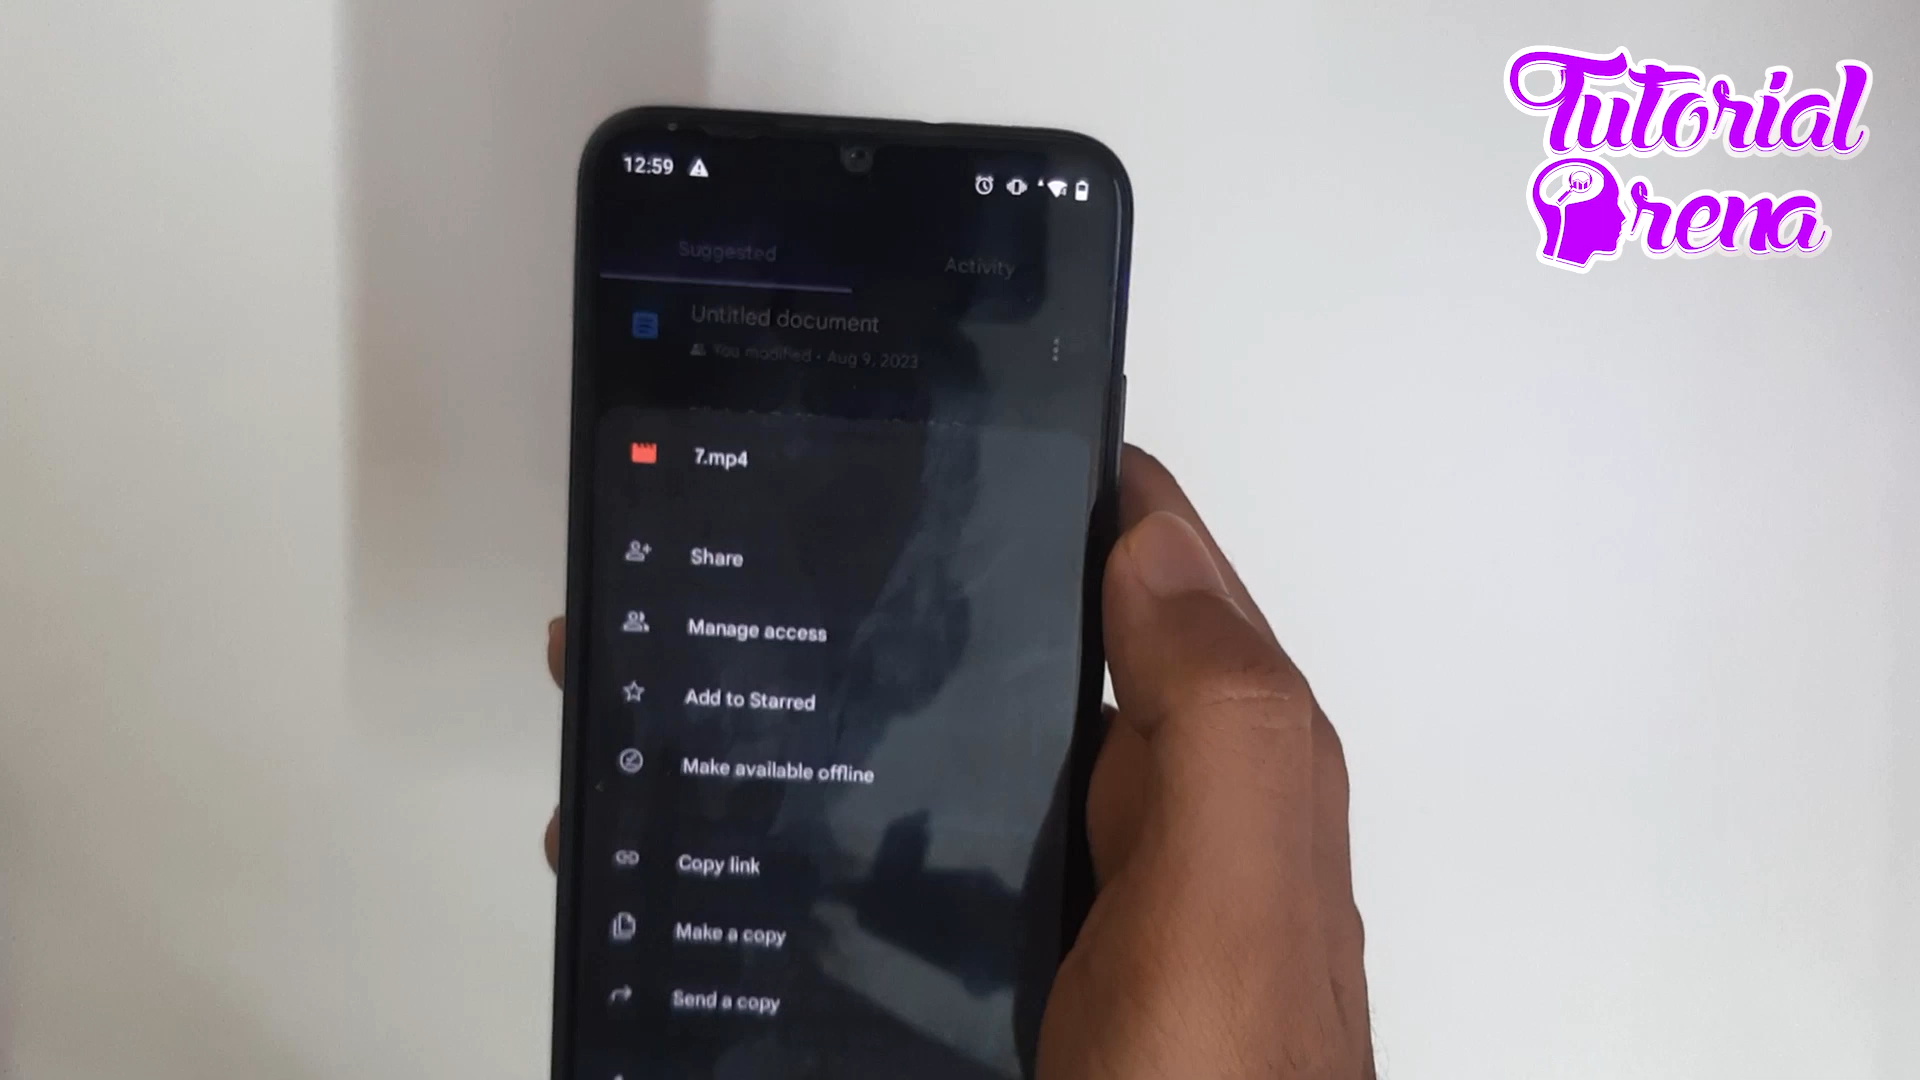 Tutorial
Arena
12:59
Suggested
Activity
Untitled document
You modified • Aug 9, 2023
7.mp4
Share
Manage access
Add to Starred
Make available offline
Copy link
Make a copy
Send a copy